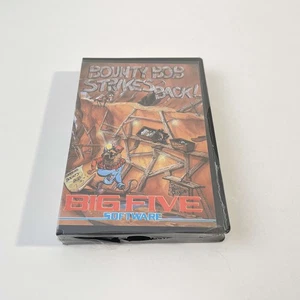 BOUNTY BOB
STRIKES
BACK!
BIG FIVE
SOFTWARE